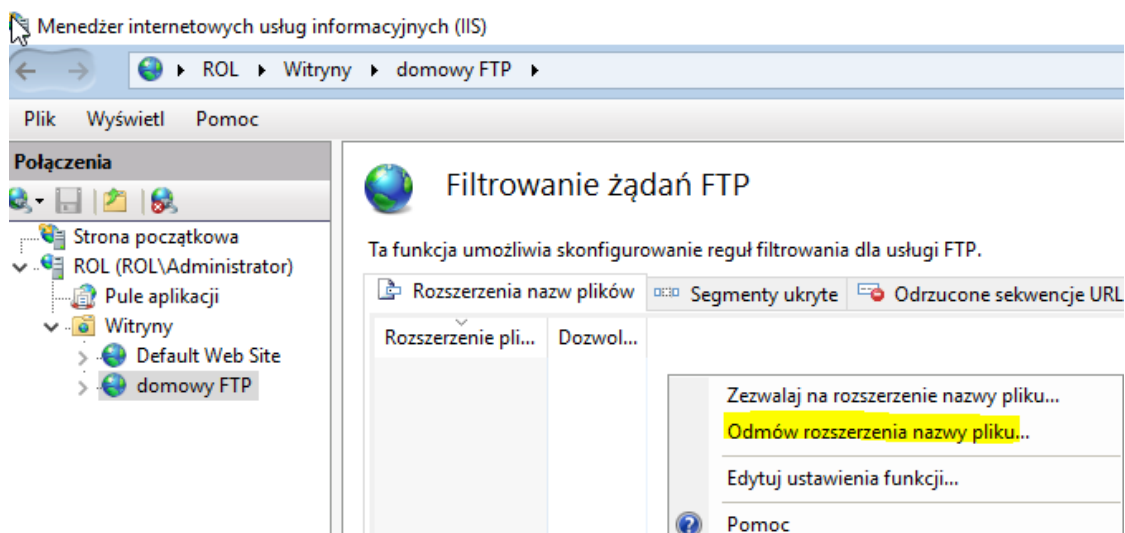 Menedżer internetowych usług informacyjnych (IIS)
ROL Witryny domowy FTP
Plik Wyświetl Pomoc
Połączenia
Strona początkowa
ROL (ROL\Administrator)
Pule aplikacji
Witryny
Default Web Site
domowy FTP
Filtrowanie żądań FTP
Ta funkcja umożliwia skonfigurowanie reguł filtrowania dla usługi FTP.
Rozszerzenia nazw plików Segmenty ukryte Odrzucone sekwencje URL
Rozszerzenie pli... Dozwol...
Zezwalaj na rozszerzenie nazwy pliku...
Odmów rozszerzenia nazwy pliku...
Edytuj ustawienia funkcji...
Pomoc